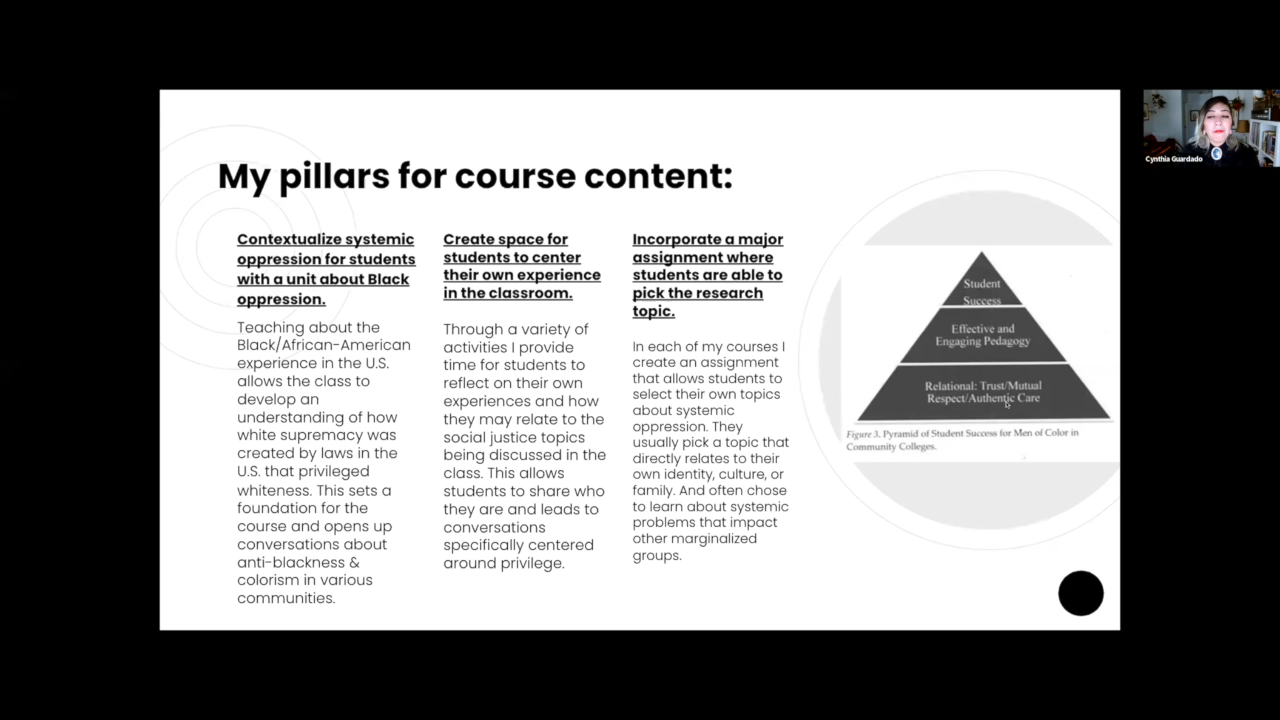 My pillars for course content:
Contextualize systemic
oppression for students
with a unit about Black
oppression.
Teaching about the
Black/African-American
experience in the U.S.
allows the class to
develop an
understanding of how
white supremacy was
created by laws in the
U.S. that privileged
whiteness. This sets a
foundation for the
course and opens up
conversations about
anti-blackness &
colorism in various
communities.
Create space for
students to center
their own experience
in the classroom.
Through a variety of
activities I provide
time for students to
reflect on their own
experiences and how
they may relate to the
social justice topics
being discussed in the
class. This allows
students to share who
they are and leads to
conversations
specifically centered
around privilege.
Incorporate a major
assignment where
students are able to
pick the research
topic.
In each of my courses I
create an assignment
that allows students to
select their own topics
about systemic
oppression. They
usually pick a topic that
directly relates to their
own identity, culture, or
family. And often chose
to learn about systemic
problems that impact
other marginalized
groups.
Student
Success
Effective and
Engaging Pedagogy
Relational: Trust/Mutual
Respect/Authentic Care
Figure 3. Pyramid of Student Success for Men of Color in
Community Colleges.
Cynthia Guardado